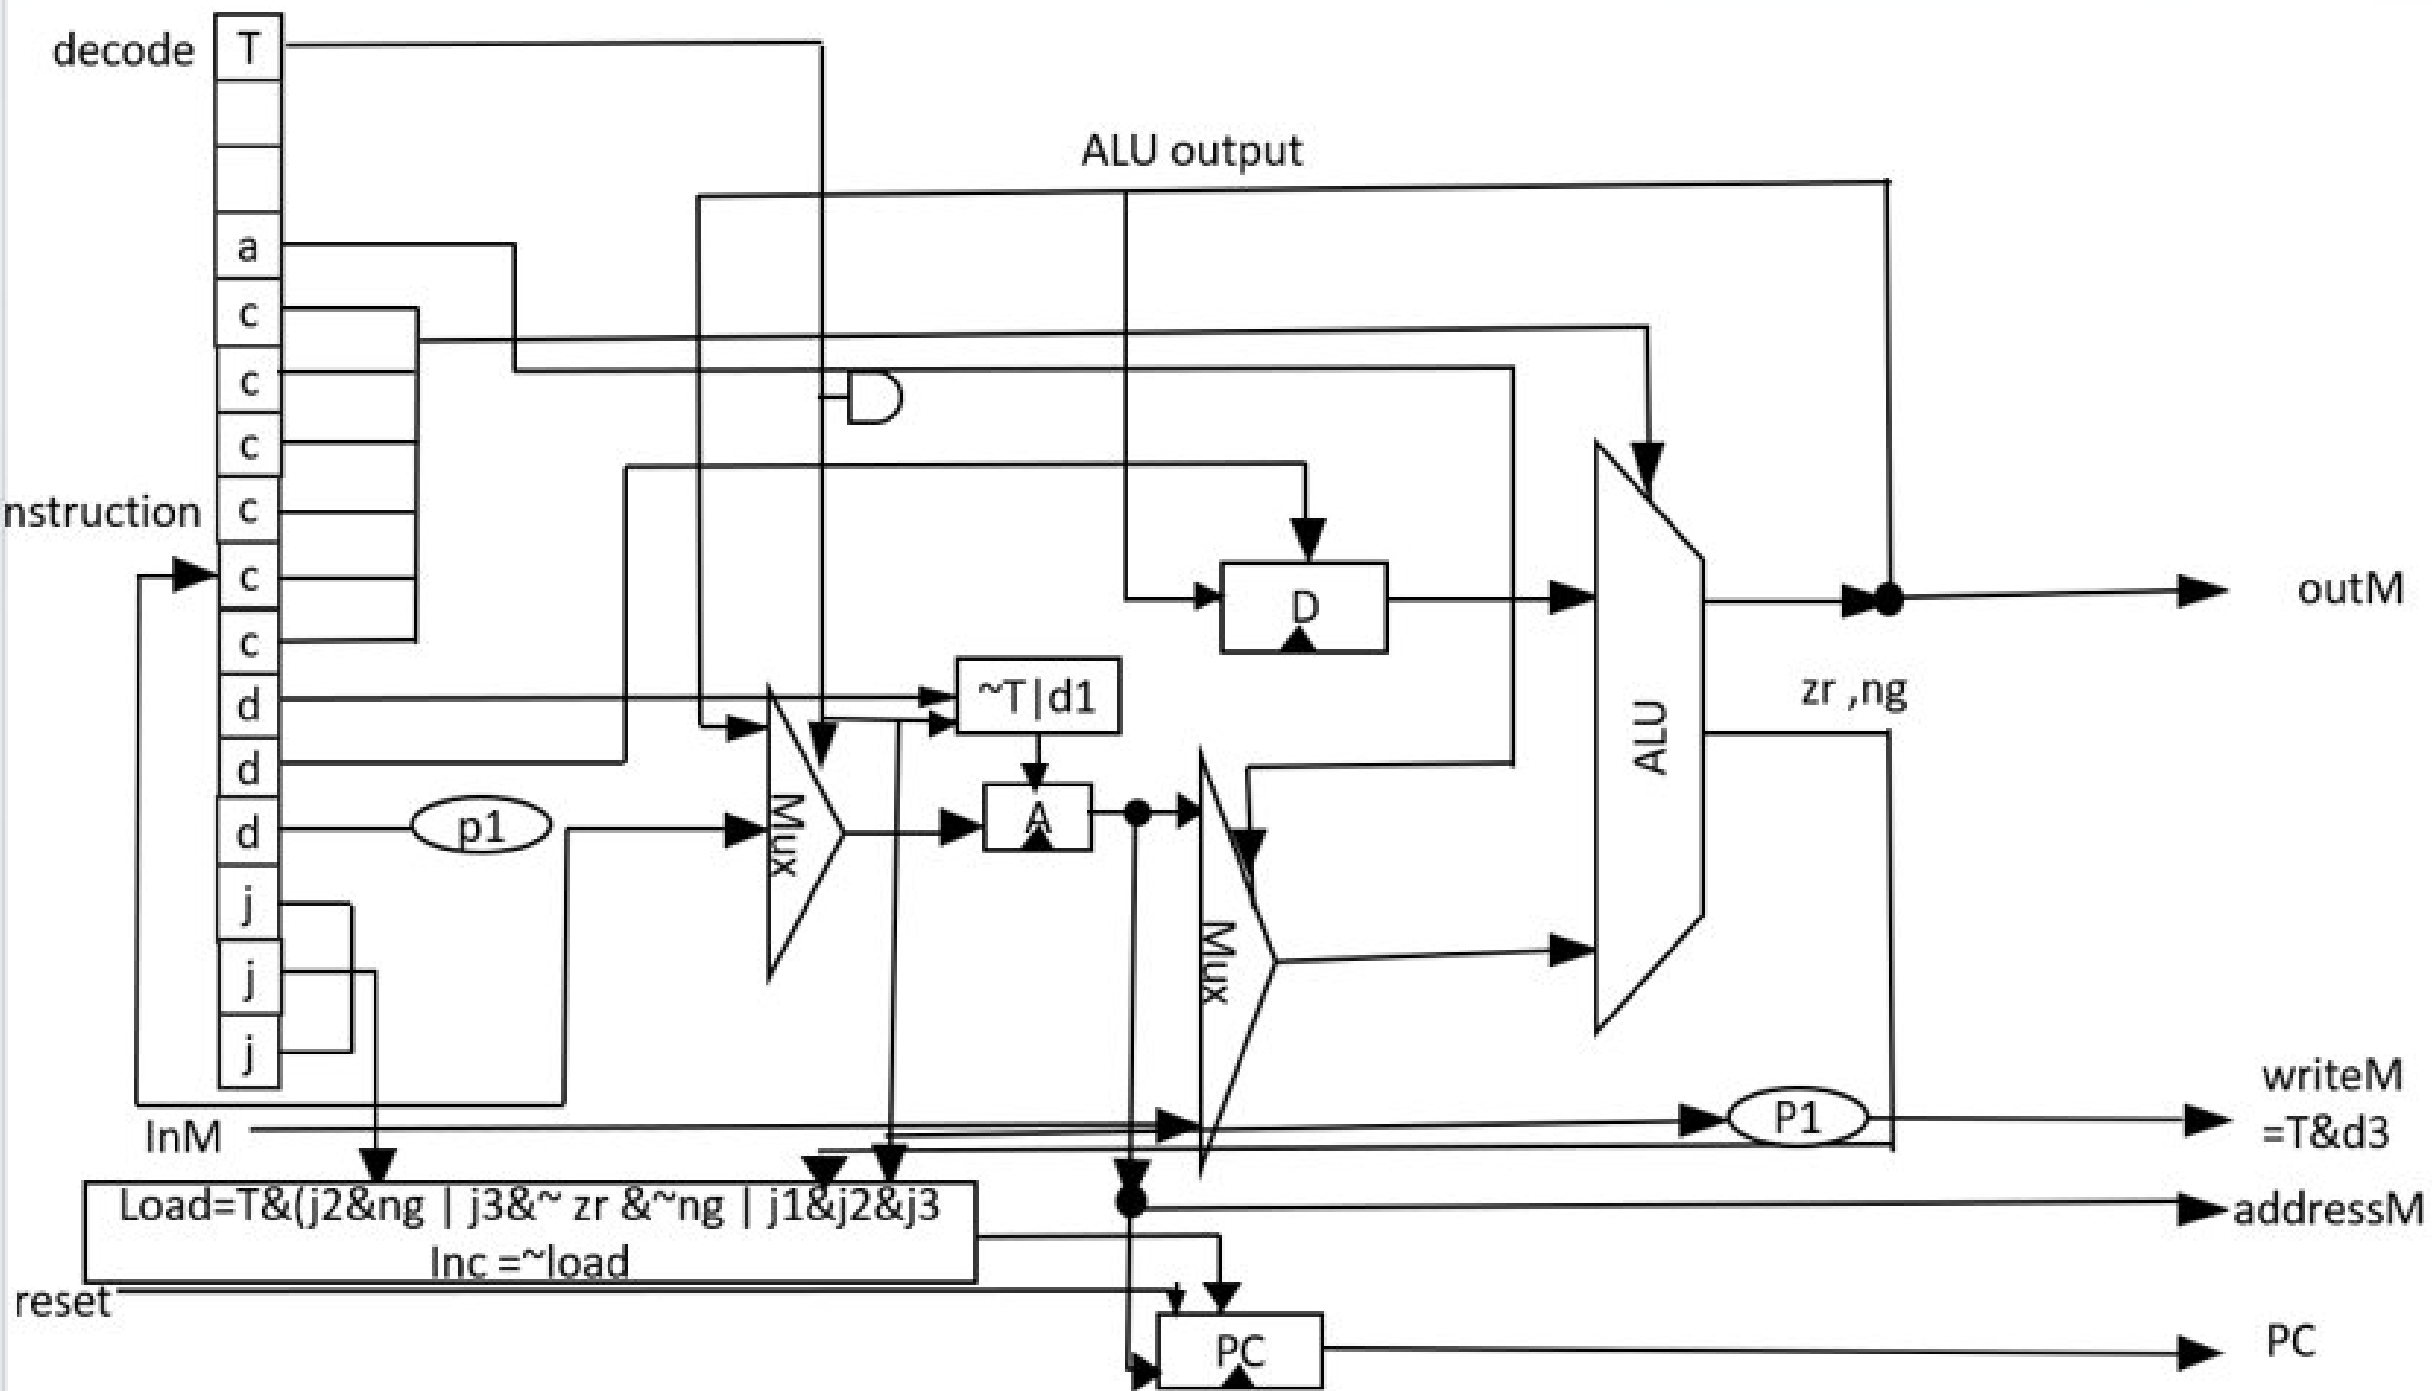 decode
T
ALU output
a
c
c
c
nstruction
c
c
c
d
d
d
p1
j
j
j
~T|d1
D
A
Mux
Mux
ALU
outM
zr ,ng
InM
P1
writeM
=T&d3
addressM
Load=T&(j2&ng | j3&~ zr &~ng | j1&j2&j3
Inc =~load
reset
PC
PC